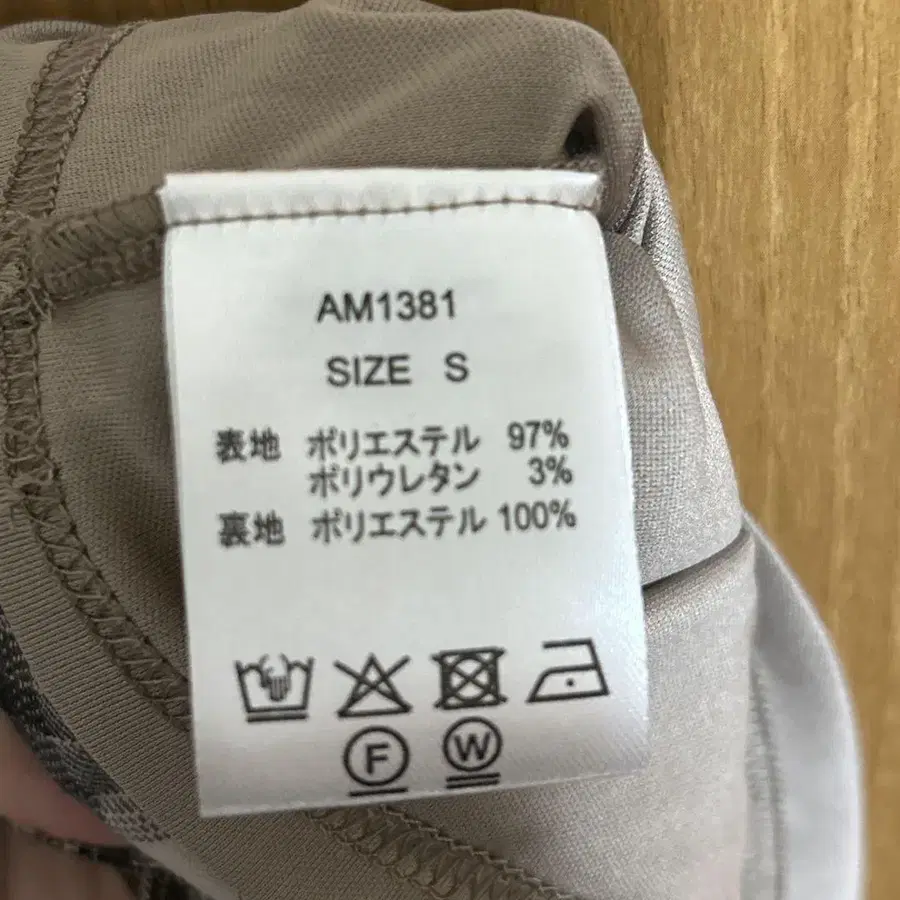 AM1381
SIZE S
表地 ポリエステル 97%
ポリウレタン 3%
裏地 ポリエステル 100%
F W